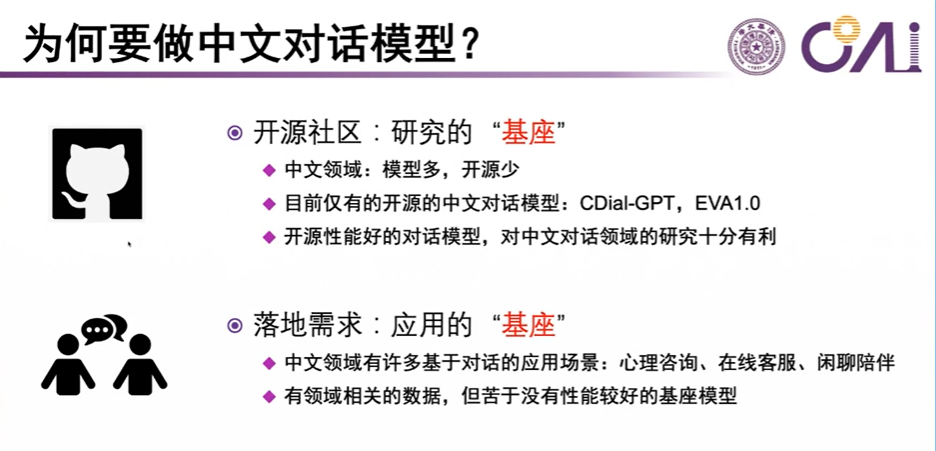 为何要做中文对话模型？
COAi
开源社区：研究的 “基座”
中文领域：模型多，开源少
目前仅有的开源的中文对话模型：CDial-GPT，EVA1.0
开源性能好的对话模型，对中文对话领域的研究十分有利
落地需求：应用的 “基座”
中文领域有许多基于对话的应用场景：心理咨询、在线客服、闲聊陪伴
有领域相关的数据，但苦于没有性能较好的基座模型